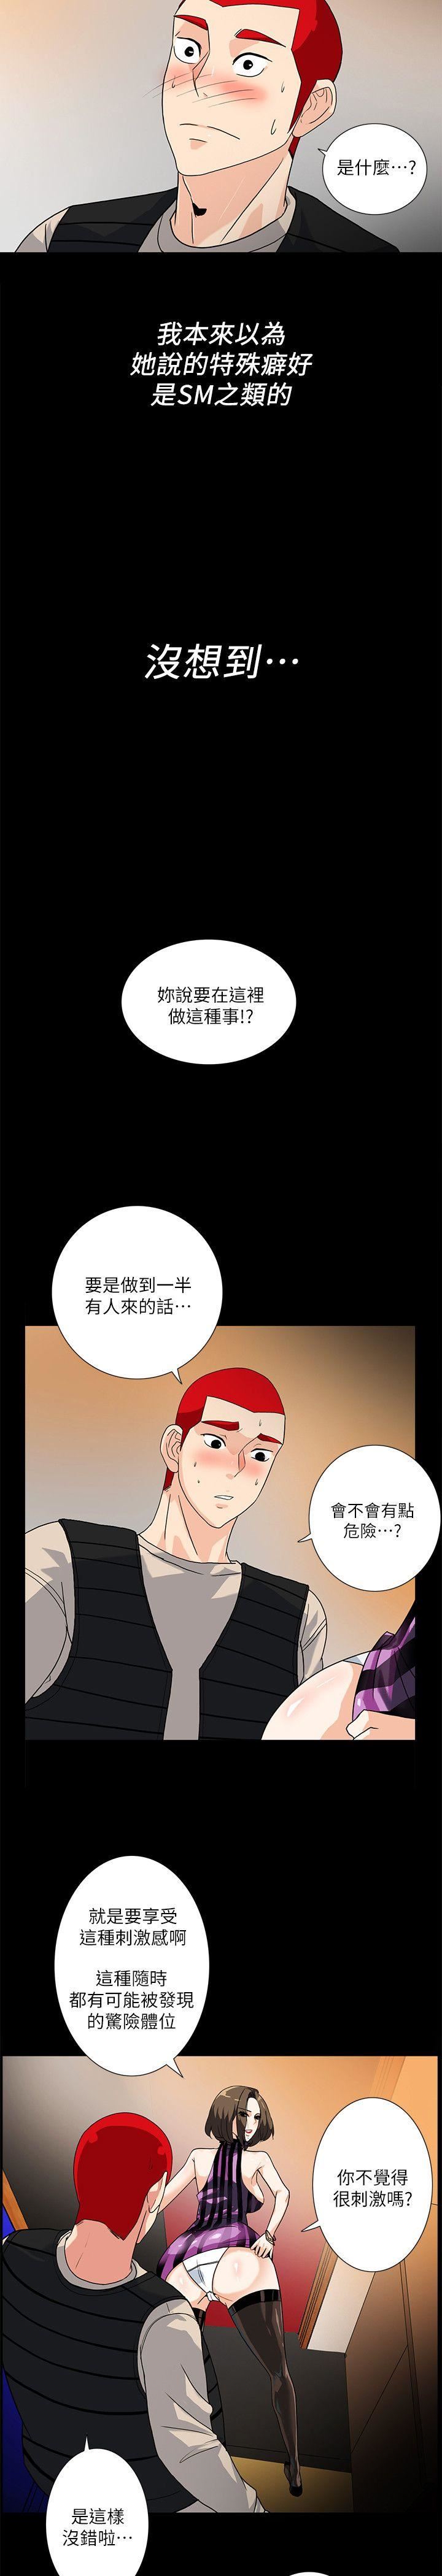 是什麼⋯?
我本來以為
她說的特殊癖好
是SM之類的
沒想到⋯
妳說要在這裡
做這種事!?
要是做到一半
有人來的話⋯
會不會有點
危險⋯?
就是要享受
這種刺激感啊
這種隨時
都有可能被發現
的驚險體位
你不覺得
很刺激嗎?
是這樣
沒錯啦⋯